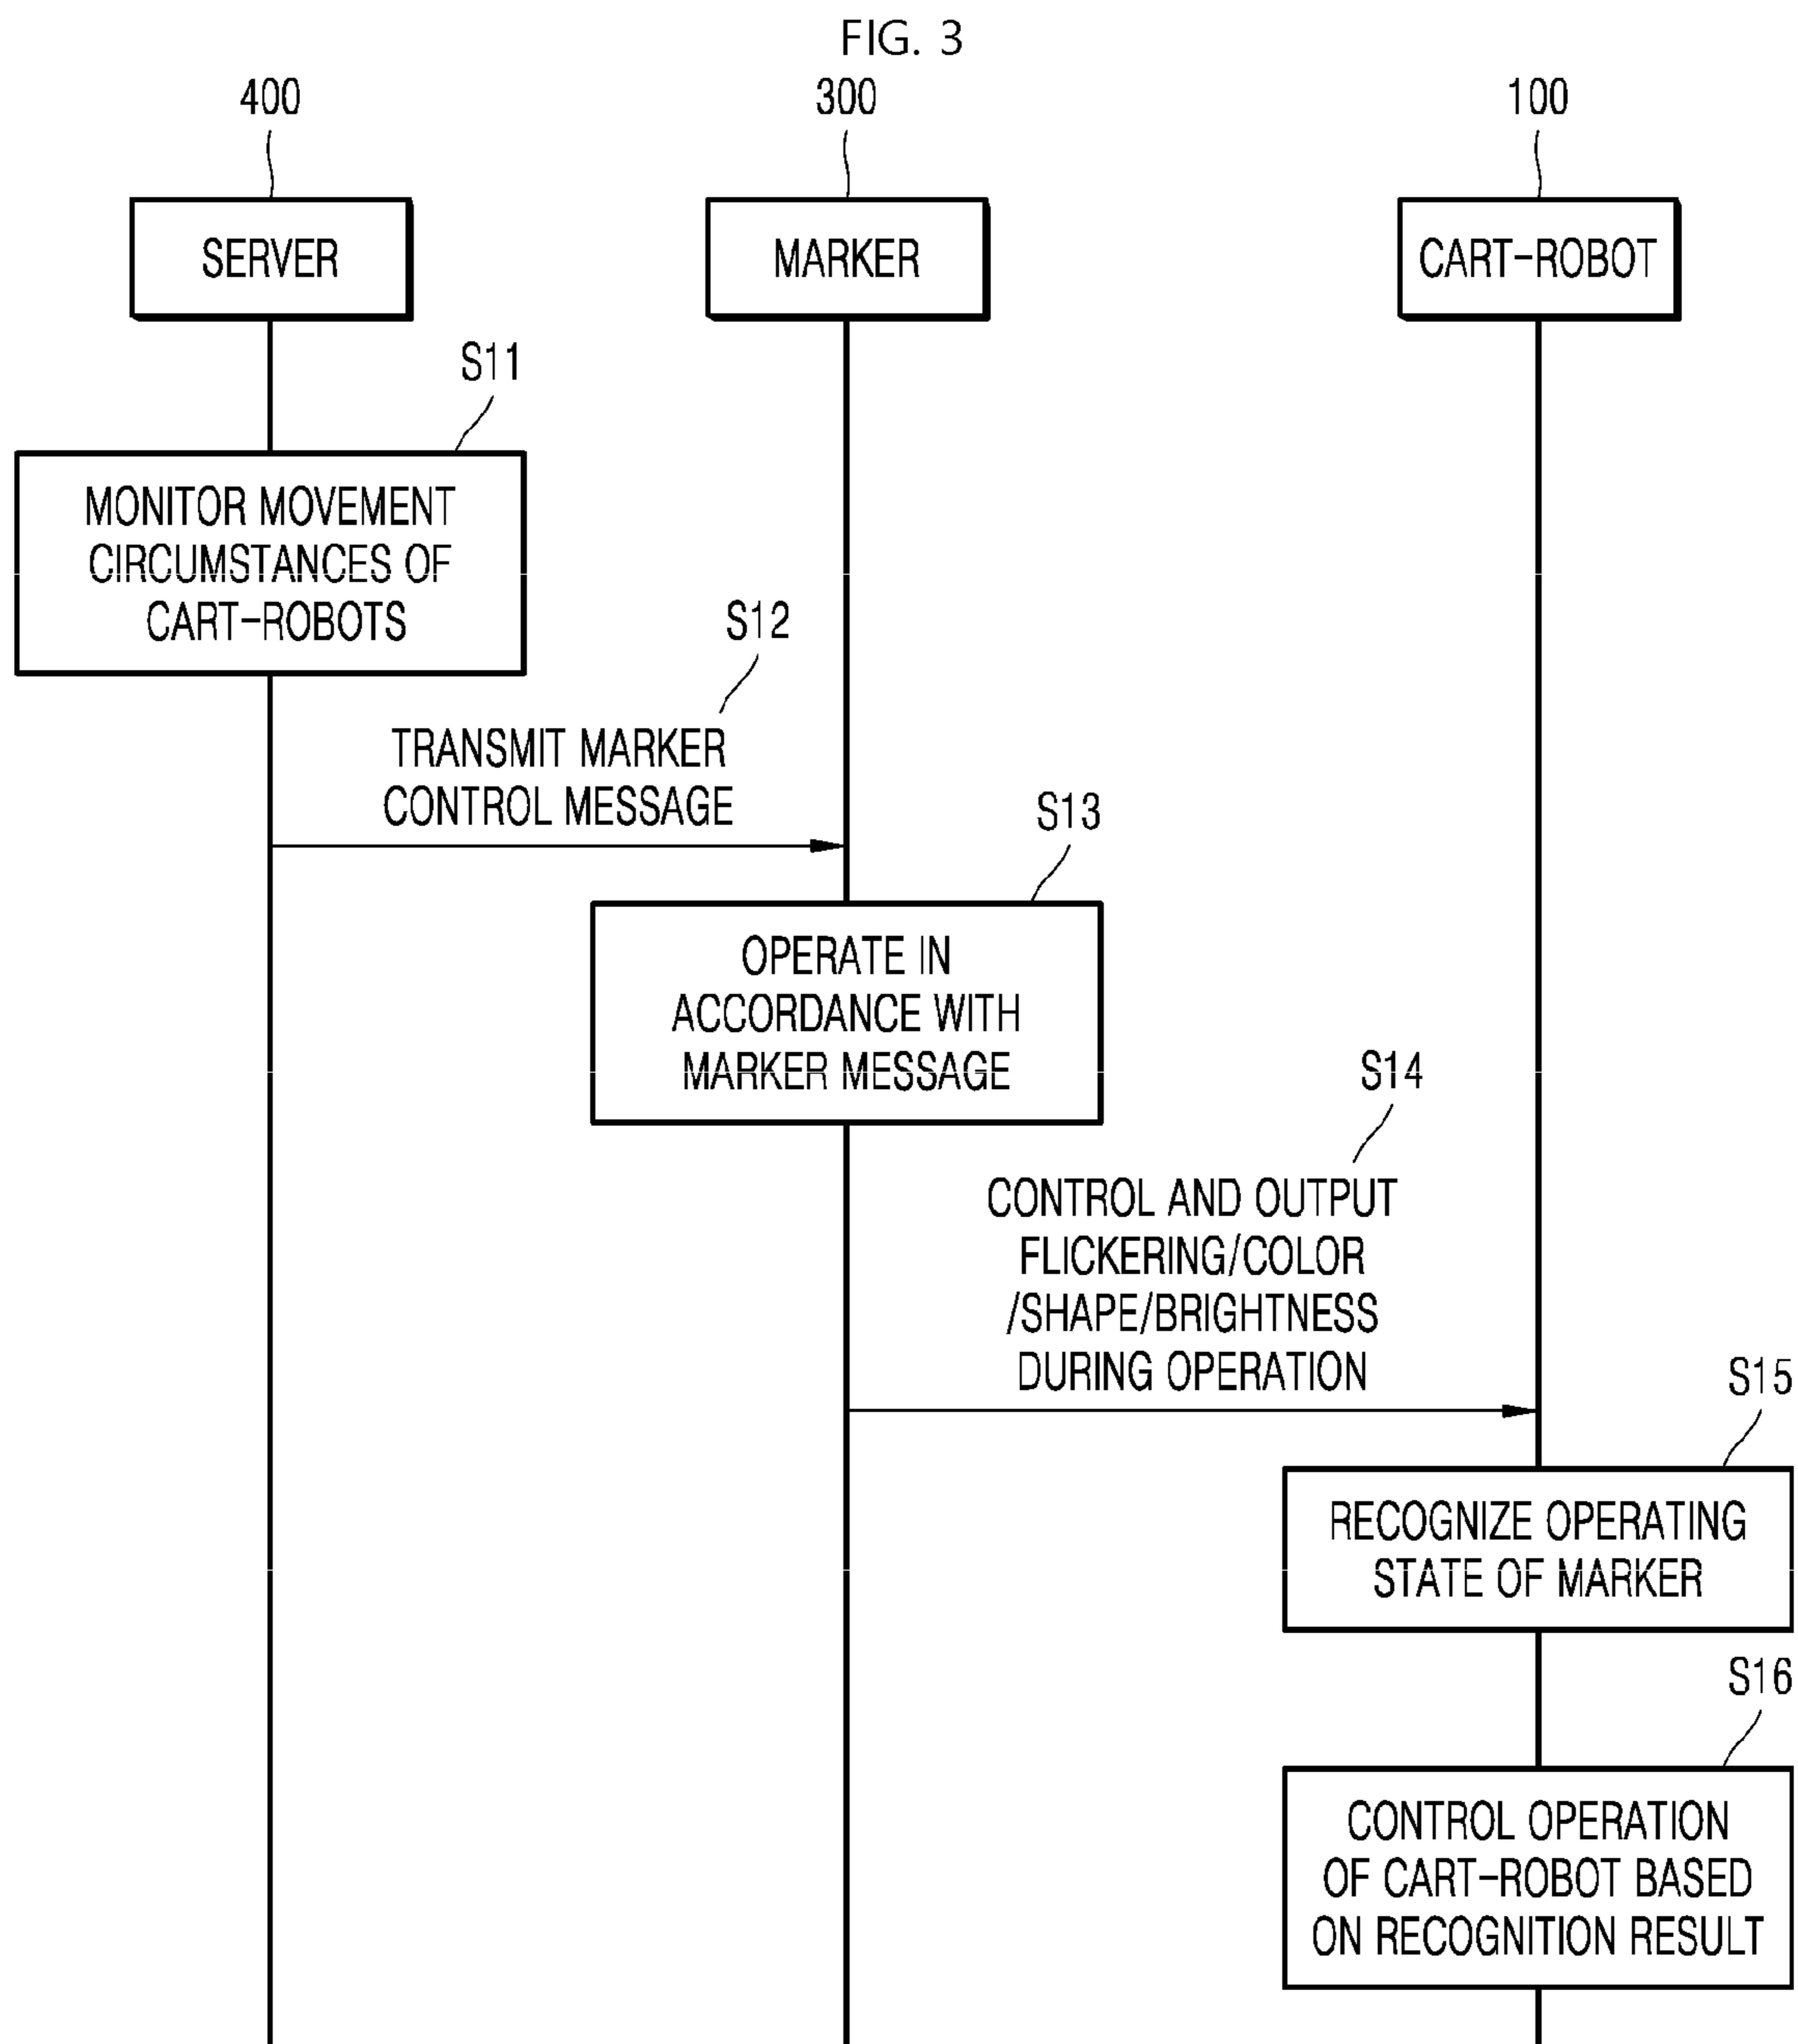 FIG. 3
400
300
100
SERVER
MARKER
CART-ROBOT
S11
MONITOR MOVEMENT
CIRCUMSTANCES OF
CART-ROBOTS
S12
TRANSMIT MARKER
CONTROL MESSAGE
S13
OPERATE IN
ACCORDANCE WITH
MARKER MESSAGE
S14
CONTROL AND OUTPUT
FLICKERING/COLOR
/SHAPE/BRIGHTNESS
DURING OPERATION
S15
RECOGNIZE OPERATING
STATE OF MARKER
S16
CONTROL OPERATION
OF CART-ROBOT BASED
ON RECOGNITION RESULT